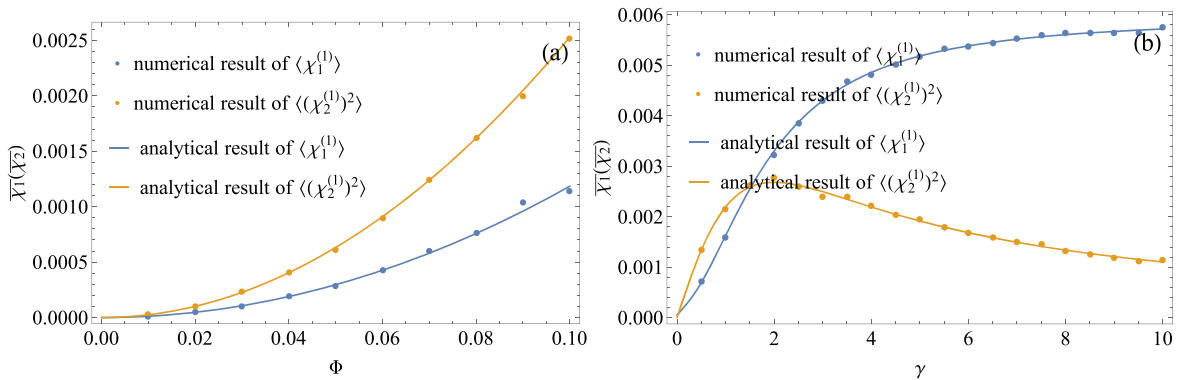 (a)
numerical result of ⟨χ₁⁽¹⁾⟩
numerical result of ⟨(χ₂⁽¹⁾)²⟩
analytical result of ⟨χ₁⁽¹⁾⟩
analytical result of ⟨(χ₂⁽¹⁾)²⟩
0.0025
0.0020
0.0015
0.0010
0.0005
0.0000
0.00 0.02 0.04 0.06 0.08 0.10
Φ
χ̅₁(χ̅₂)
(b)
numerical result of ⟨χ₁⁽¹⁾⟩
numerical result of ⟨(χ₂⁽¹⁾)²⟩
analytical result of ⟨χ₁⁽¹⁾⟩
analytical result of ⟨(χ₂⁽¹⁾)²⟩
0.006
0.005
0.004
0.003
0.002
0.001
0.000
0 2 4 6 8 10
γ
χ̅₁(χ̅₂)